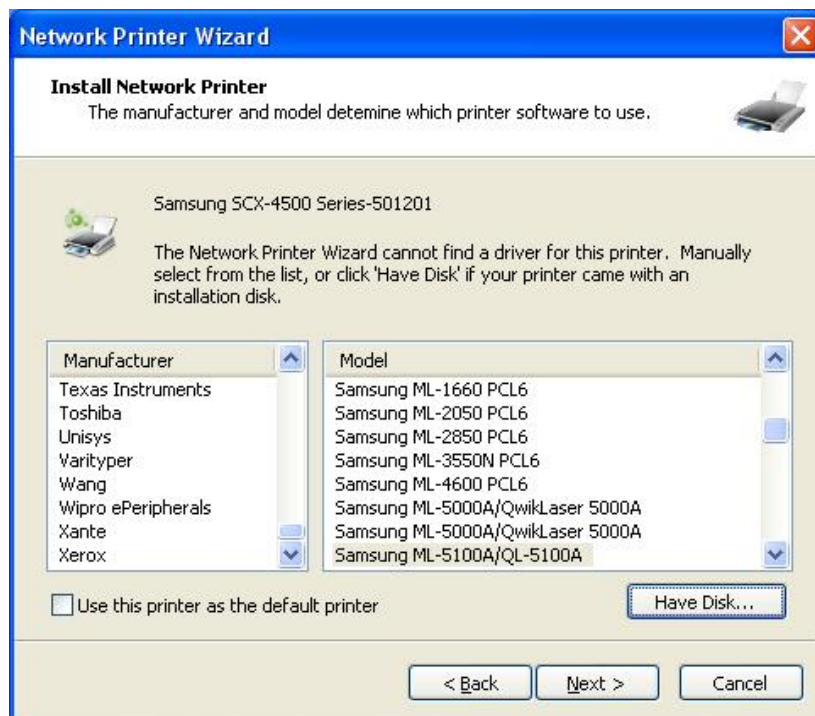 Network Printer Wizard
Install Network Printer
The manufacturer and model detemine which printer software to use.
Samsung SCX-4500 Series-501201
The Network Printer Wizard cannot find a driver for this printer.  Manually
select from the list, or click 'Have Disk' if your printer came with an
installation disk.
Manufacturer
Texas Instruments
Toshiba
Unisys
Varityper
Wang
Wipro ePeripherals
Xante
Xerox
Model
Samsung ML-1660 PCL6
Samsung ML-2050 PCL6
Samsung ML-2850 PCL6
Samsung ML-3550N PCL6
Samsung ML-4600 PCL6
Samsung ML-5000A/QwikLaser 5000A
Samsung ML-5000A/QwikLaser 5000A
Samsung ML-5100A/QL-5100A
Use this printer as the default printer
Have Disk...
< Back
Next >
Cancel